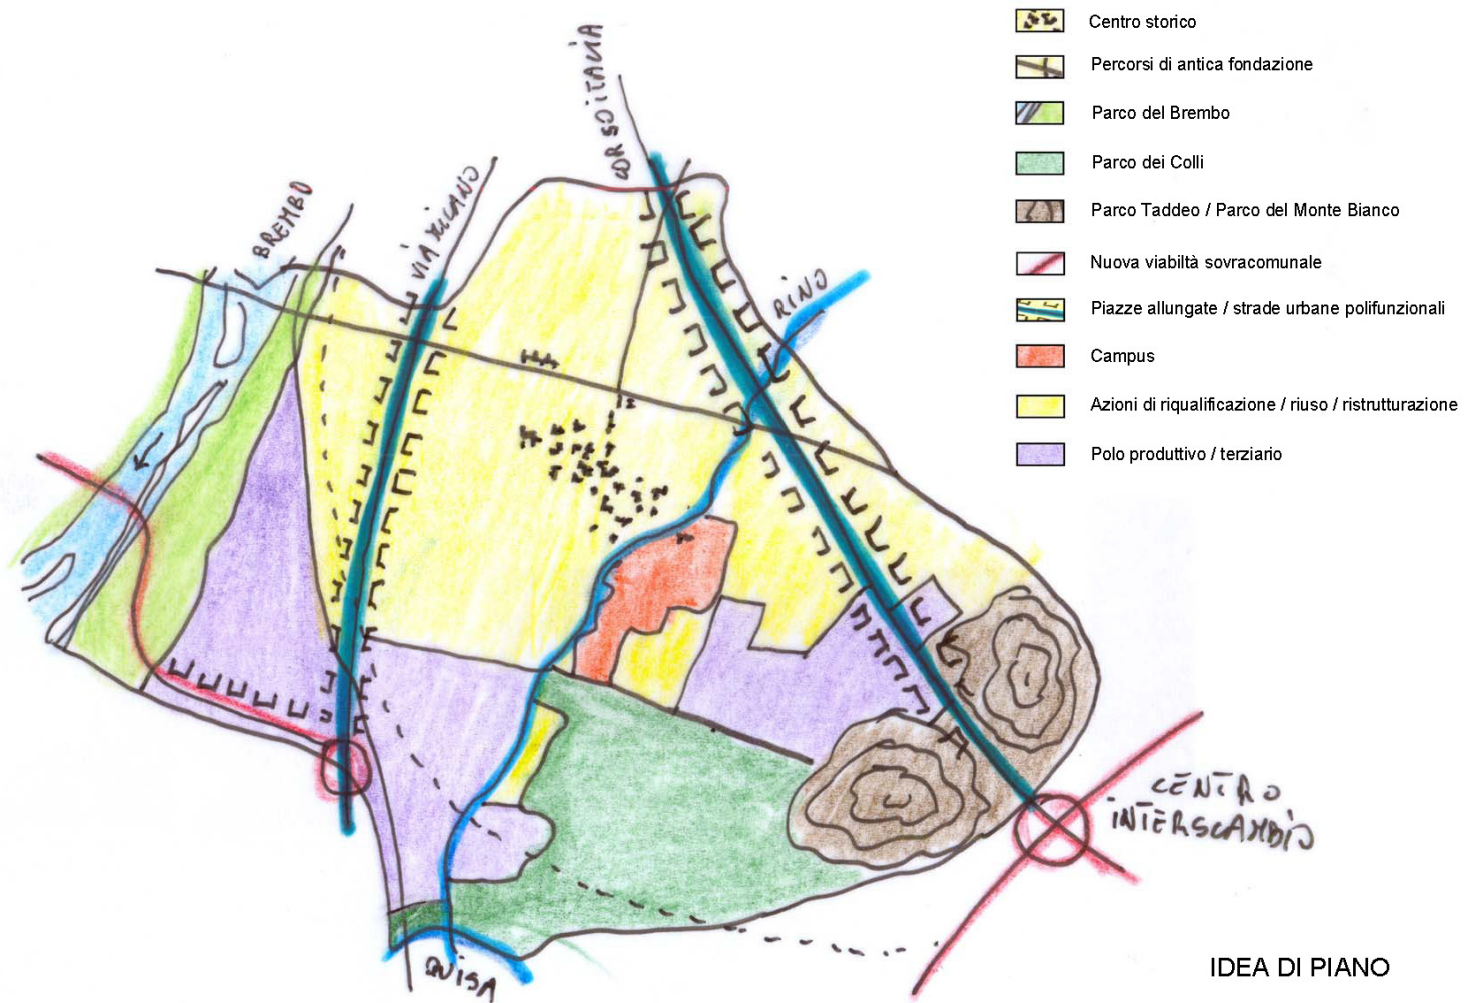 Centro storico
Percorsi di antica fondazione
Parco del Brembo
Parco dei Colli
Parco Taddeo / Parco del Monte Bianco
Nuova viabiltà sovracomunale
Piazze allungate / strade urbane polifunzionali
Campus
Azioni di riqualificazione / riuso / ristrutturazione
Polo produttivo / terziario
BREMBO
VIA
CORSO ITALIA
RINO
CENTRO
INTERSCAMBIO
QUISA
IDEA DI PIANO